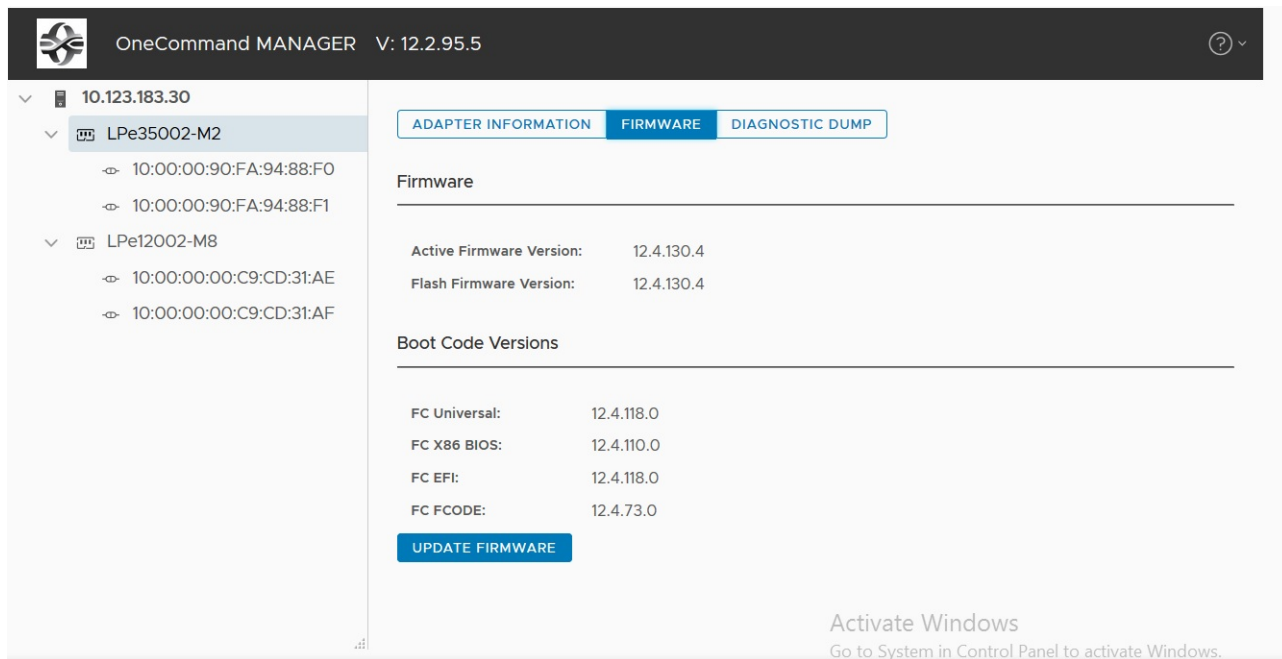 OneCommand MANAGER V: 12.2.95.5
10.123.183.30
LPe35002-M2
10:00:00:90:FA:94:88:F0
10:00:00:90:FA:94:88:F1
LPe12002-M8
10:00:00:00:C9:CD:31:AE
10:00:00:00:C9:CD:31:AF
ADAPTER INFORMATION FIRMWARE DIAGNOSTIC DUMP
Firmware
Active Firmware Version: 12.4.130.4
Flash Firmware Version: 12.4.130.4
Boot Code Versions
FC Universal: 12.4.118.0
FC X86 BIOS: 12.4.110.0
FC EFI: 12.4.118.0
FC FCODE: 12.4.73.0
UPDATE FIRMWARE
Activate Windows
Go to System in Control Panel to activate Windows.